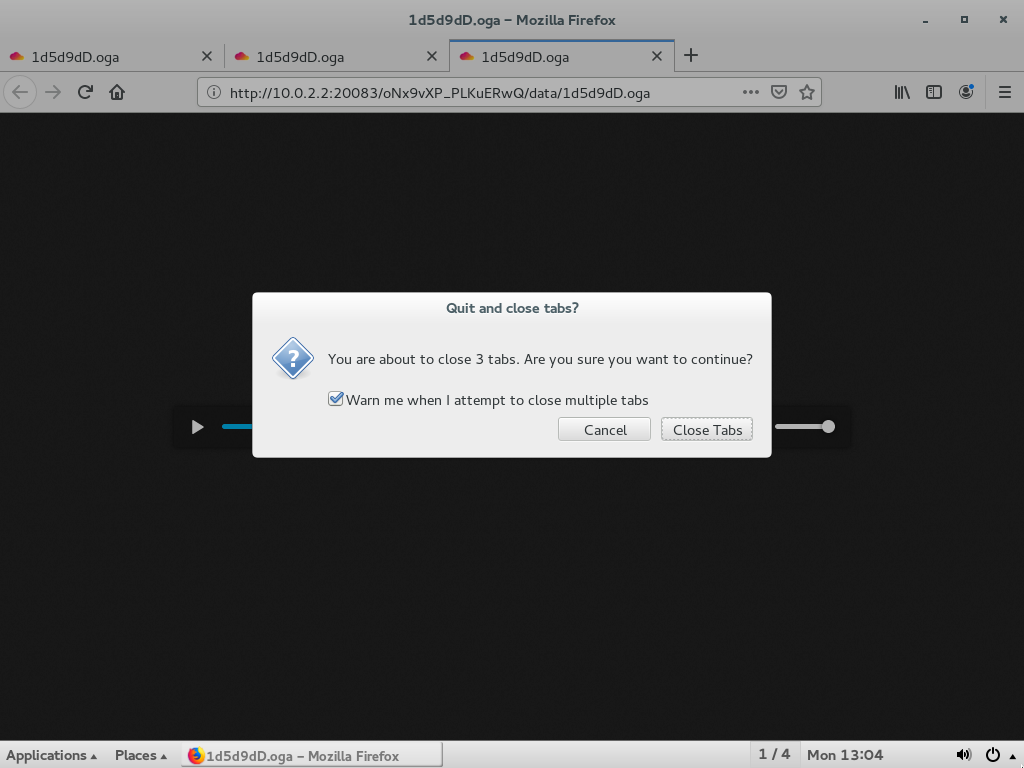 1d5d9dD.oga – Mozilla Firefox
1d5d9dD.oga 1d5d9dD.oga 1d5d9dD.oga
http://10.0.2.2:20083/oNx9vXP_PLKuERwQ/data/1d5d9dD.oga
Quit and close tabs?
You are about to close 3 tabs. Are you sure you want to continue?
Warn me when I attempt to close multiple tabs
Cancel Close Tabs
Applications Places 1d5d9dD.oga – Mozilla Firefox 1 / 4 Mon 13:04